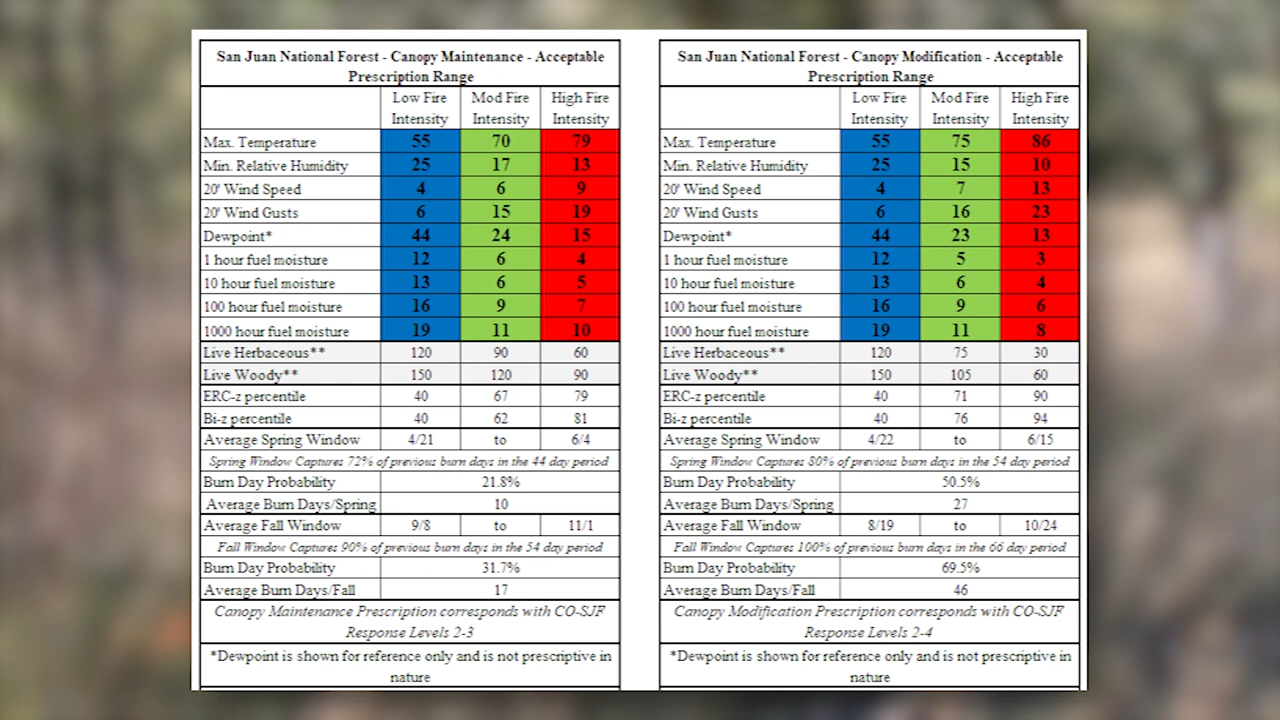 San Juan National Forest - Canopy Maintenance - Acceptable
Prescription Range
Low Fire Intensity Mod Fire Intensity High Fire Intensity
Max. Temperature 55 70 79
Min. Relative Humidity 25 17 13
20' Wind Speed 4 6 9
20' Wind Gusts 6 15 19
Dewpoint* 44 24 15
1 hour fuel moisture 12 6 4
10 hour fuel moisture 13 6 5
100 hour fuel moisture 16 9 7
1000 hour fuel moisture 19 11 10
Live Herbaceous** 120 90 60
Live Woody** 150 120 90
ERC-z percentile 40 67 79
Bi-z percentile 40 62 81
Average Spring Window 4/21 to 6/4
Spring Window Captures 72% of previous burn days in the 44 day period
Burn Day Probability 21.8%
Average Burn Days/Spring 10
Average Fall Window 9/8 to 11/1
Fall Window Captures 90% of previous burn days in the 54 day period
Burn Day Probability 31.7%
Average Burn Days/Fall 17
Canopy Maintenance Prescription corresponds with CO-SJF
Response Levels 2-3
*Dewpoint is shown for reference only and is not prescriptive in
nature
San Juan National Forest - Canopy Modification - Acceptable
Prescription Range
Low Fire Intensity Mod Fire Intensity High Fire Intensity
Max. Temperature 55 75 86
Min. Relative Humidity 25 15 10
20' Wind Speed 4 7 13
20' Wind Gusts 6 16 23
Dewpoint* 44 23 13
1 hour fuel moisture 12 5 3
10 hour fuel moisture 13 6 4
100 hour fuel moisture 16 9 6
1000 hour fuel moisture 19 11 8
Live Herbaceous** 120 75 30
Live Woody** 150 105 60
ERC-z percentile 40 71 90
Bi-z percentile 40 76 94
Average Spring Window 4/22 to 6/15
Spring Window Captures 80% of previous burn days in the 54 day period
Burn Day Probability 50.5%
Average Burn Days/Spring 27
Average Fall Window 8/19 to 10/24
Fall Window Captures 100% of previous burn days in the 66 day period
Burn Day Probability 69.5%
Average Burn Days/Fall 46
Canopy Modification Prescription corresponds with CO-SJF
Response Levels 2-4
*Dewpoint is shown for reference only and is not prescriptive in
nature